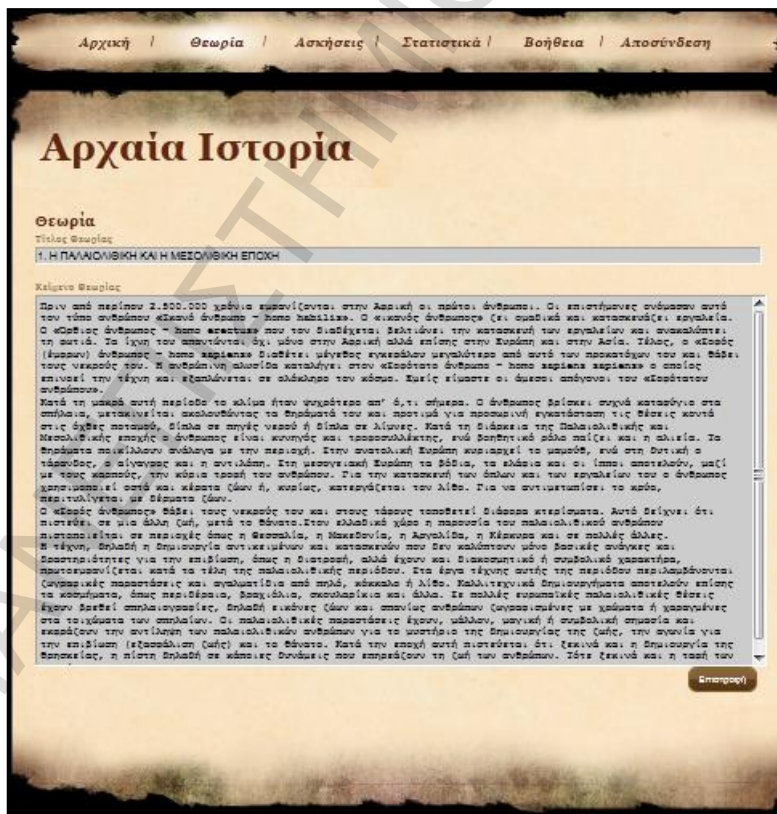 Αρχική / Θεωρία / Ασκήσεις / Στατιστικά / Βοήθεια / Αποσύνδεση
Αρχαία Ιστορία
Θεωρία
Τίτλος Θεωρίας
1. Η ΠΑΛΑΙΟΛΙΘΙΚΗ ΚΑΙ Η ΜΕΣΟΛΙΘΙΚΗ ΕΠΟΧΗ
Κείμενο Θεωρίας
Πριν από περίπου 2.500.000 χρόνια εμφανίζονται στην Αφρική οι πρώτοι άνθρωποι. Οι επιστήμονες ονόμασαν αυτό
τον τύπο ανθρώπου «Ικανό άνθρωπο - homo habilis». Ο «ικανός άνθρωπος» ζει ομαδικά και κατασκευάζει εργαλεία.
Ο «Όρθιος άνθρωπος - homo erectus» που τον διαδέχεται βελτιώνει την κατασκευή των εργαλείων και ανακαλύπτει
τη φωτιά. Τα ίχνη του απαντώνται όχι μόνο στην Αφρική αλλά επίσης στην Ευρώπη και στην Ασία. Τέλος, ο «Σοφός
(έμφρων) άνθρωπος - homo sapiens» διαθέτει μέγεθος εγκεφάλου μεγαλύτερο από αυτό των προκατόχων του και θάβει
τους νεκρούς του. Η ανθρώπινη αλυσίδα καταλήγει στον «Σοφότατο άνθρωπο - homo sapiens sapiens» ο οποίος
επινοεί την τέχνη και εξαπλώνεται σε ολόκληρο τον κόσμο. Εμείς είμαστε οι άμεσοι απόγονοι του «Σοφότατου
ανθρώπου».
Κατά τη μακρά αυτή περίοδο το κλίμα ήταν ψυχρότερο απ' ό,τι σήμερα. Ο άνθρωπος βρίσκει συχνά καταφύγιο στα
σπήλαια, μετακινείται ακολουθώντας τα θηράματά του και προτιμά για προσωρινή εγκατάσταση τις θέσεις κοντά
στις όχθες ποταμού, δίπλα σε πηγές νερού ή δίπλα σε λίμνες. Κατά τη διάρκεια της Παλαιολιθικής και
Μεσολιθικής εποχής ο άνθρωπος είναι κυνηγός και τροφοσυλλέκτης, ενώ βοηθητικό ρόλο παίζει και η αλιεία. Τα
θηράματα ποικίλλουν ανάλογα με την περιοχή. Στην ανατολική Ευρώπη κυριαρχεί το μαμούθ, ενώ στη δυτική ο
τάρανδος, ο αίγαγρος και η αντιλόπη. Στη μεσογειακή Ευρώπη τα βόδια, τα ελάφια και οι ίπποι αποτελούν, μαζί
με τους καρπούς, την κύρια τροφή του ανθρώπου. Για την κατασκευή των όπλων και των εργαλείων του ο άνθρωπος
χρησιμοποιεί οστά και κέρατα ζώων ή, κυρίως, κατεργάζεται τον λίθο. Για να αντιμετωπίσει το κρύο,
περιτυλίγεται με δέρματα ζώων.
Ο «Σοφός άνθρωπος» θάβει τους νεκρούς του και στους τάφους τοποθετεί διάφορα κτερίσματα. Αυτό δείχνει ότι
πιστεύει σε μια άλλη ζωή, μετά το θάνατο.Στον ελλαδικό χώρο η παρουσία του παλαιολιθικού ανθρώπου
πιστοποιείται σε περιοχές όπως η Θεσσαλία, η Μακεδονία, η Αργολίδα, η Κέρκυρα και σε πολλές άλλες.
Η τέχνη, δηλαδή η δημιουργία αντικειμένων και κατασκευών που δεν καλύπτουν μόνο βασικές ανάγκες και
δραστηριότητες για την επιβίωση, όπως η διατροφή, αλλά έχουν και διακοσμητικό ή συμβολικό χαρακτήρα,
πρωτοεμφανίζεται κατά τα τέλη της παλαιολιθικής περιόδου. Στα έργα τέχνης αυτής της περιόδου περιλαμβάνονται
ζωγραφικές παραστάσεις και αγαλματίδια από πηλό, κόκκαλο ή λίθο. Καλλιτεχνικά δημιουργήματα αποτελούν επίσης
τα κοσμήματα, όπως περιδέραια, βραχιόλια, σκουλαρίκια και άλλα. Σε πολλές ευρωπαϊκές παλαιολιθικές θέσεις
έχουν βρεθεί σπηλαιογραφίες, δηλαδή εικόνες ζώων και σπανίως ανθρώπων ζωγραφισμένες με χρώματα ή χαραγμένες
στα τοιχώματα των σπηλαίων. Οι παλαιολιθικές παραστάσεις έχουν, μάλλον, μαγική ή συμβολική σημασία και
εκφράζουν την αντίληψη των παλαιολιθικών ανθρώπων για το μυστήριο της δημιουργίας της ζωής, την αγωνία για
την επιβίωση (εξασφάλιση ζωής) και το θάνατο. Κατά την εποχή αυτή πιστεύεται ότι ξεκινά και η δημιουργία της
θρησκείας, η πίστη δηλαδή σε κάποιες δυνάμεις που επηρεάζουν τη ζωή των ανθρώπων. Τότε ξεκινά και η ταφή των
Επιστροφή